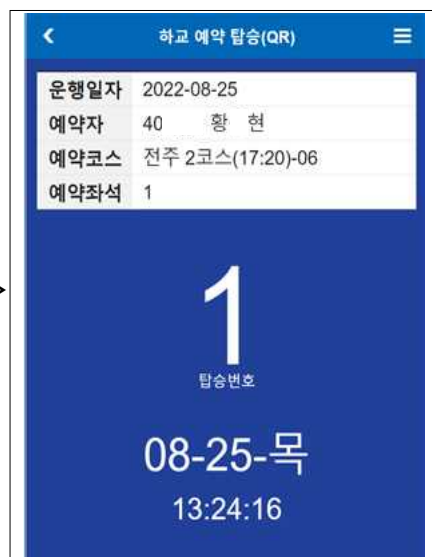 하교 예약 탑승(QR)
운행일자 2022-08-25
예약자 40 황 현
예약코스 전주 2코스(17:20)-06
예약좌석 1
1
탑승번호
08-25-목
13:24:16